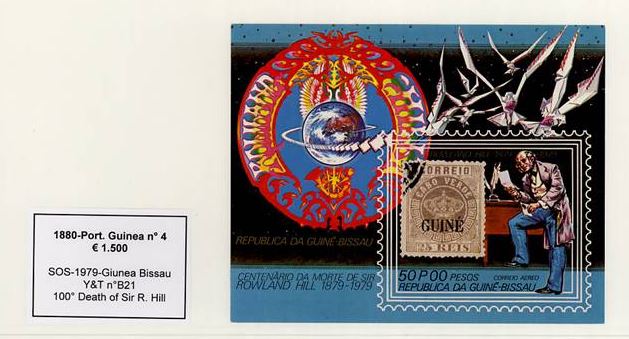 1880-Port. Guinea n° 4
€ 1.500
SOS-1979-Giunea Bissau
Y&T n°B21
100° Death of Sir R. Hill
REPUBLICA DA GUINÉ-BISSAU
CENTENÁRIO DA MORTE DE SIR
ROWLAND HILL 1879-1979
CORREIO
CABO VERDE
GUINÉ
25 REIS
50P00 PESOS CORREIO AEREO
REPUBLICA DA GUINÉ-BISSAU